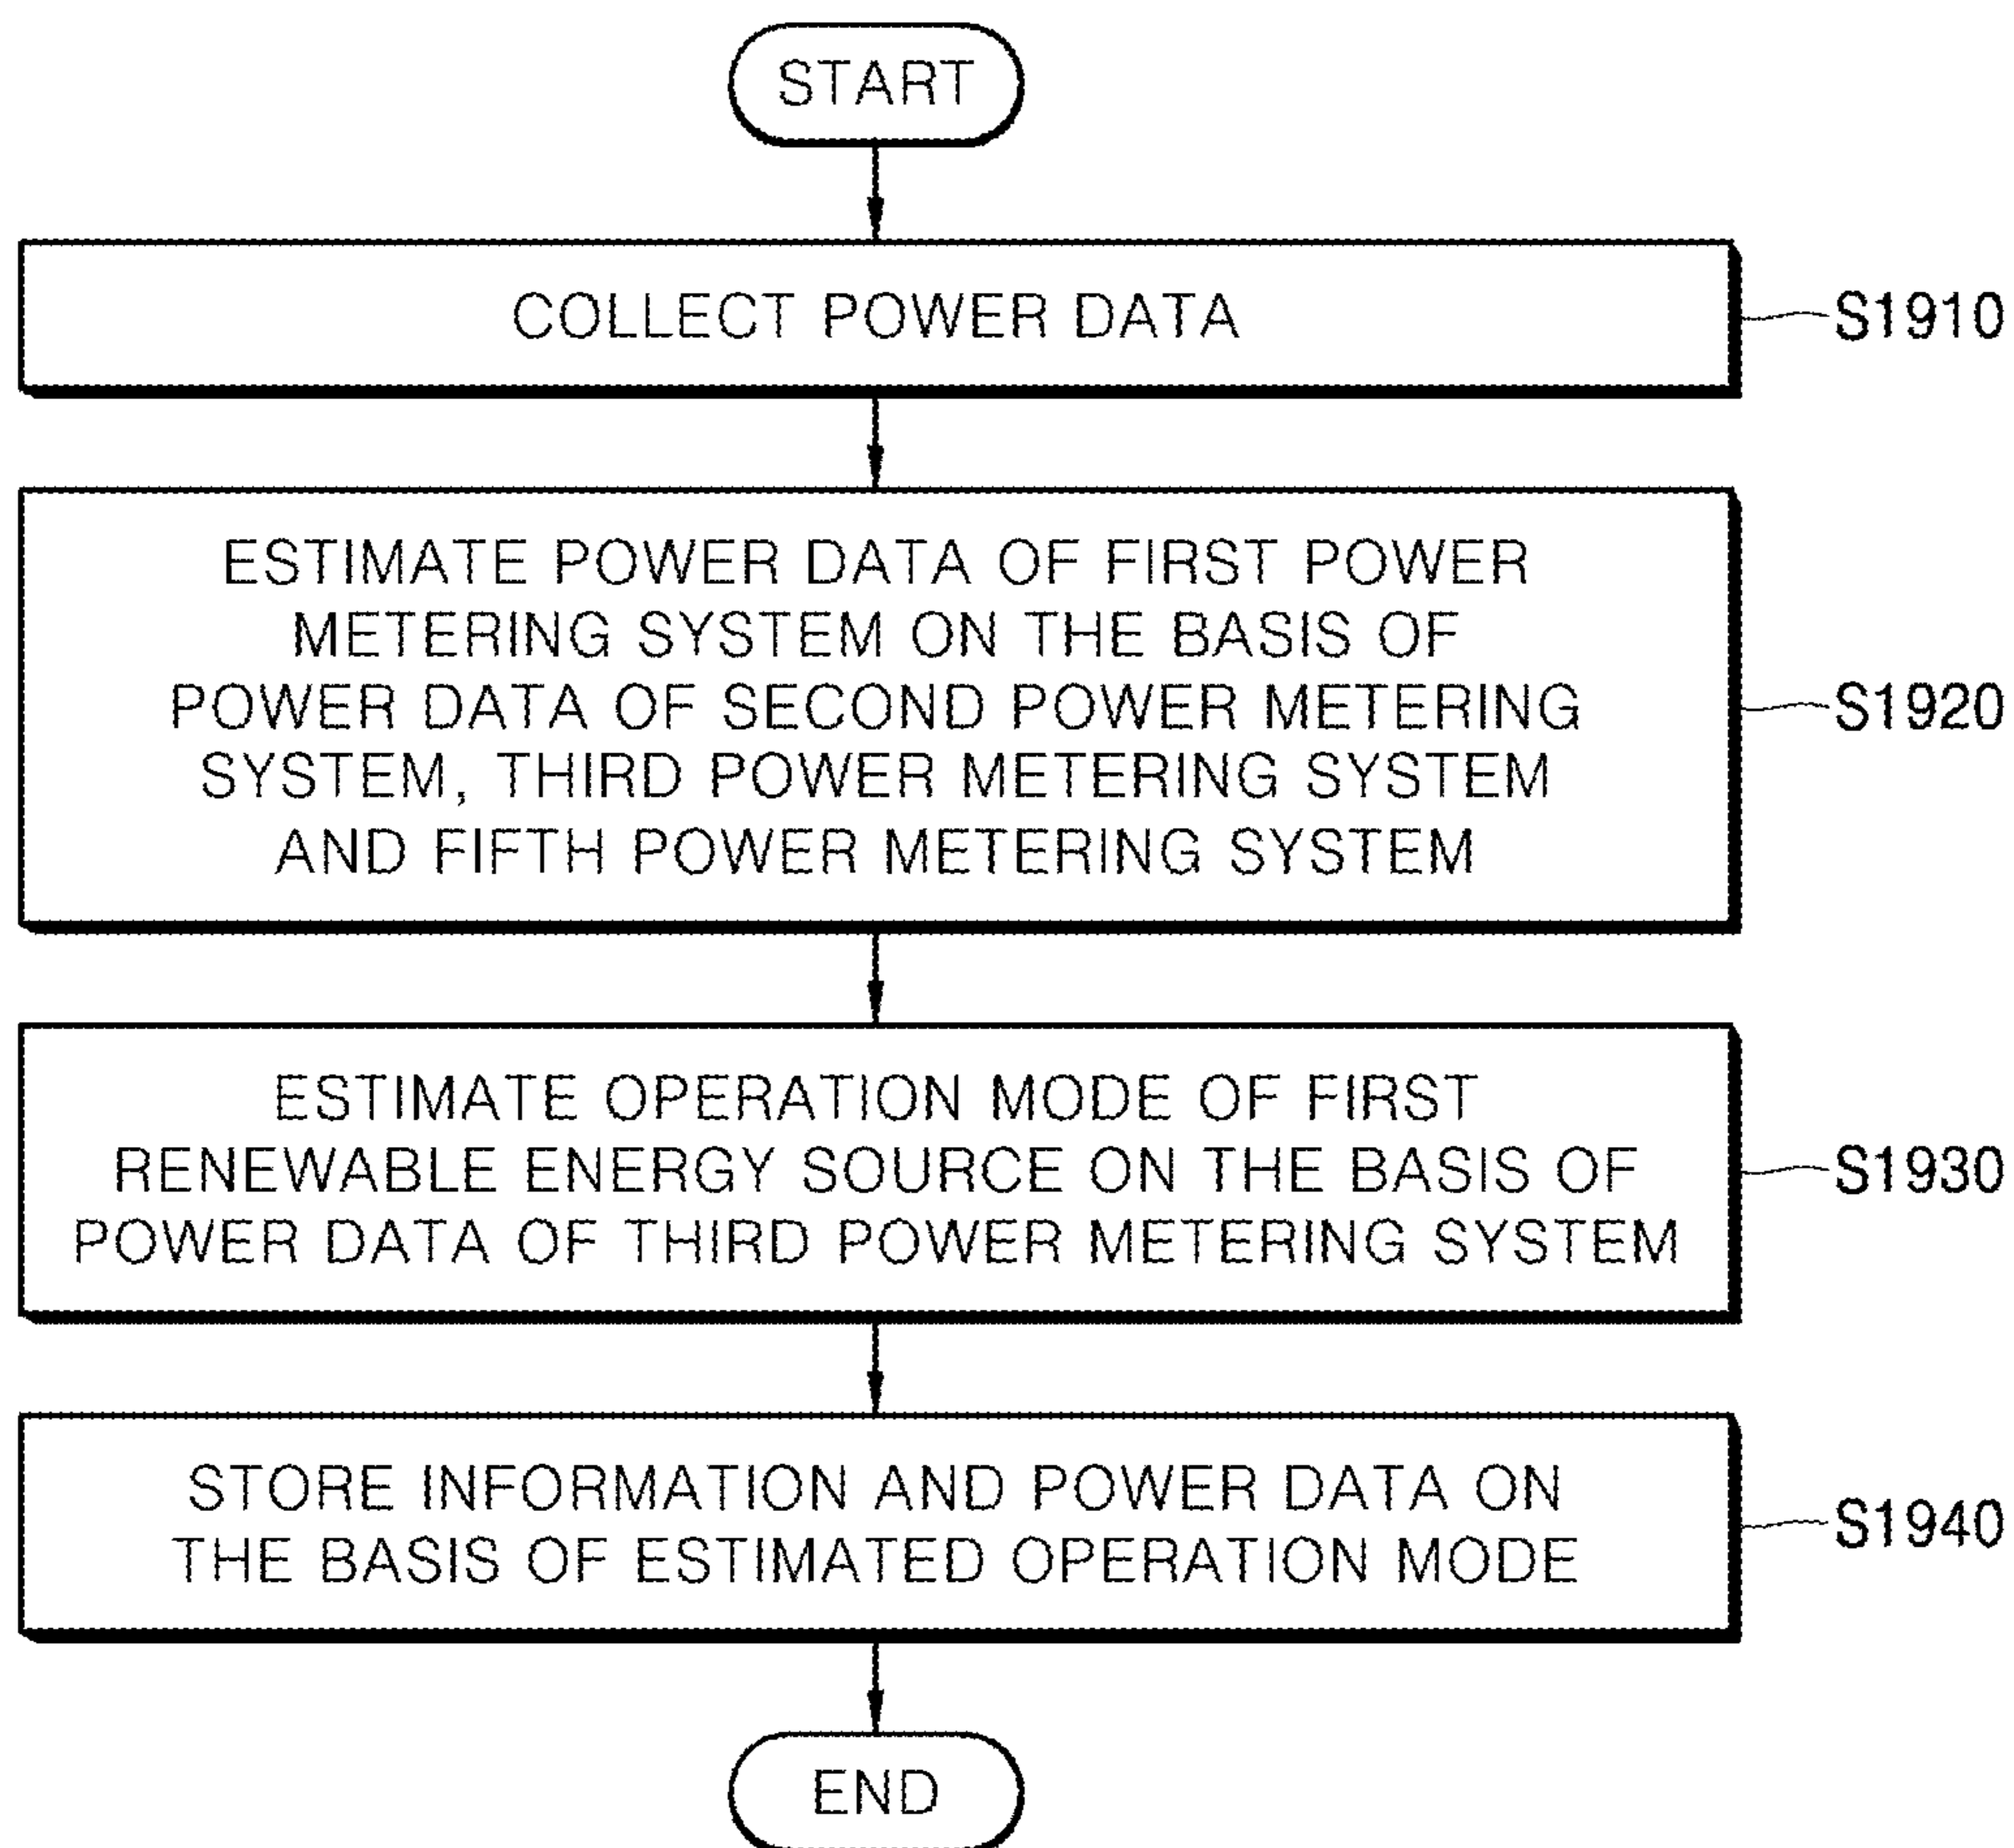 START
COLLECT POWER DATA
S1910
ESTIMATE POWER DATA OF FIRST POWER
METERING SYSTEM ON THE BASIS OF
POWER DATA OF SECOND POWER METERING
SYSTEM, THIRD POWER METERING SYSTEM
AND FIFTH POWER METERING SYSTEM
S1920
ESTIMATE OPERATION MODE OF FIRST
RENEWABLE ENERGY SOURCE ON THE BASIS OF
POWER DATA OF THIRD POWER METERING SYSTEM
S1930
STORE INFORMATION AND POWER DATA ON
THE BASIS OF ESTIMATED OPERATION MODE
S1940
END